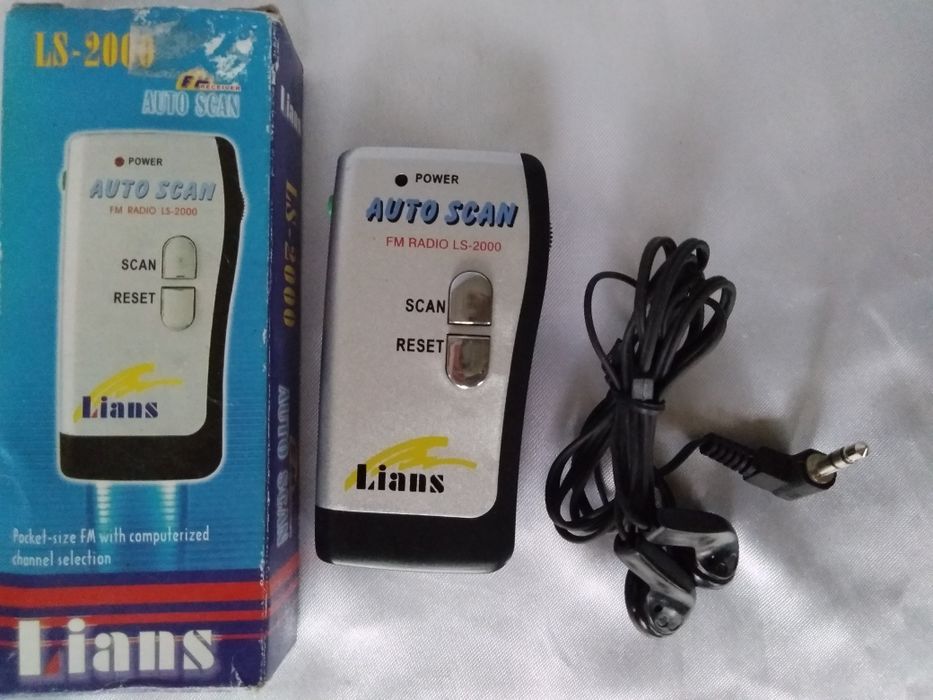 LS-2000
FM
RECEIVER
AUTO SCAN
POWER
AUTO SCAN
FM RADIO LS-2000
SCAN
RESET
Lians
Pocket-size FM with computerized
channel selection
Lians
Lians
LS-2000
AUTO SCAN
POWER
AUTO SCAN
FM RADIO LS-2000
SCAN
RESET
Lians